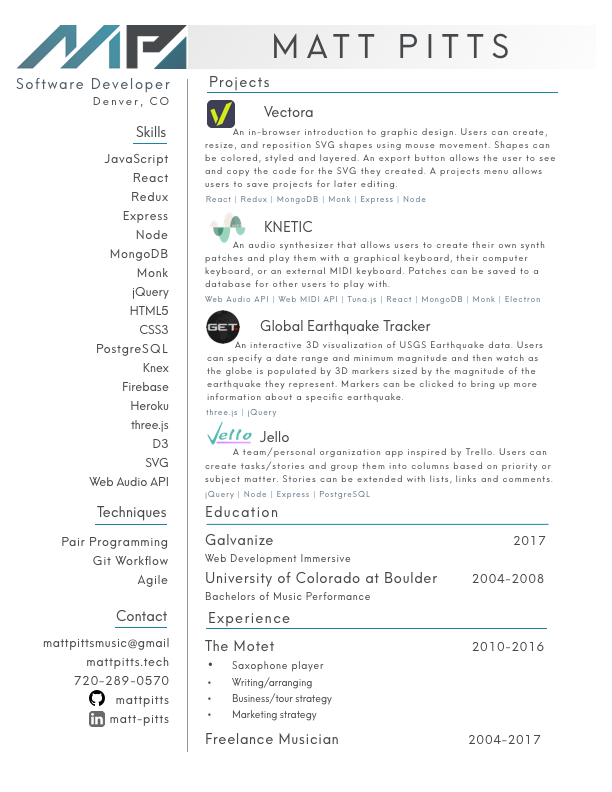 MP
MATT PITTS
Software Developer
Denver, CO
Skills
JavaScript
React
Redux
Express
Node
MongoDB
Monk
jQuery
HTML5
CSS3
PostgreSQL
Knex
Firebase
Heroku
three.js
D3
SVG
Web Audio API
Techniques
Pair Programming
Git Workflow
Agile
Contact
mattpittsmusic@gmail
mattpitts.tech
720-289-0570
mattpitts
in matt-pitts
Projects
V
Vectora
An in-browser introduction to graphic design. Users can create,
resize, and reposition SVG shapes using mouse movement. Shapes can
be colored, styled and layered. An export button allows the user to see
and copy the code for the SVG they created. A projects menu allows
users to save projects for later editing.
React | Redux | MongoDB | Monk | Express | Node
KNETIC
An audio synthesizer that allows users to create their own synth
patches and play them with a graphical keyboard, their computer
keyboard, or an external MIDI keyboard. Patches can be saved to a
database for other users to play with.
Web Audio API | Web MIDI API | Tuna.js | React | MongoDB | Monk | Electron
GET
Global Earthquake Tracker
An interactive 3D visualization of USGS Earthquake data. Users
can specify a date range and minimum magnitude and then watch as
the globe is populated by 3D markers sized by the magnitude of the
earthquake they represent. Markers can be clicked to bring up more
information about a specific earthquake.
three.js | jQuery
Jello
Jello
A team/personal organization app inspired by Trello. Users can
create tasks/stories and group them into columns based on priority or
subject matter. Stories can be extended with lists, links and comments.
jQuery | Node | Express | PostgreSQL
Education
Galvanize 2017
Web Development Immersive
University of Colorado at Boulder 2004-2008
Bachelors of Music Performance
Experience
The Motet 2010-2016
• Saxophone player
• Writing/arranging
• Business/tour strategy
• Marketing strategy
Freelance Musician 2004-2017